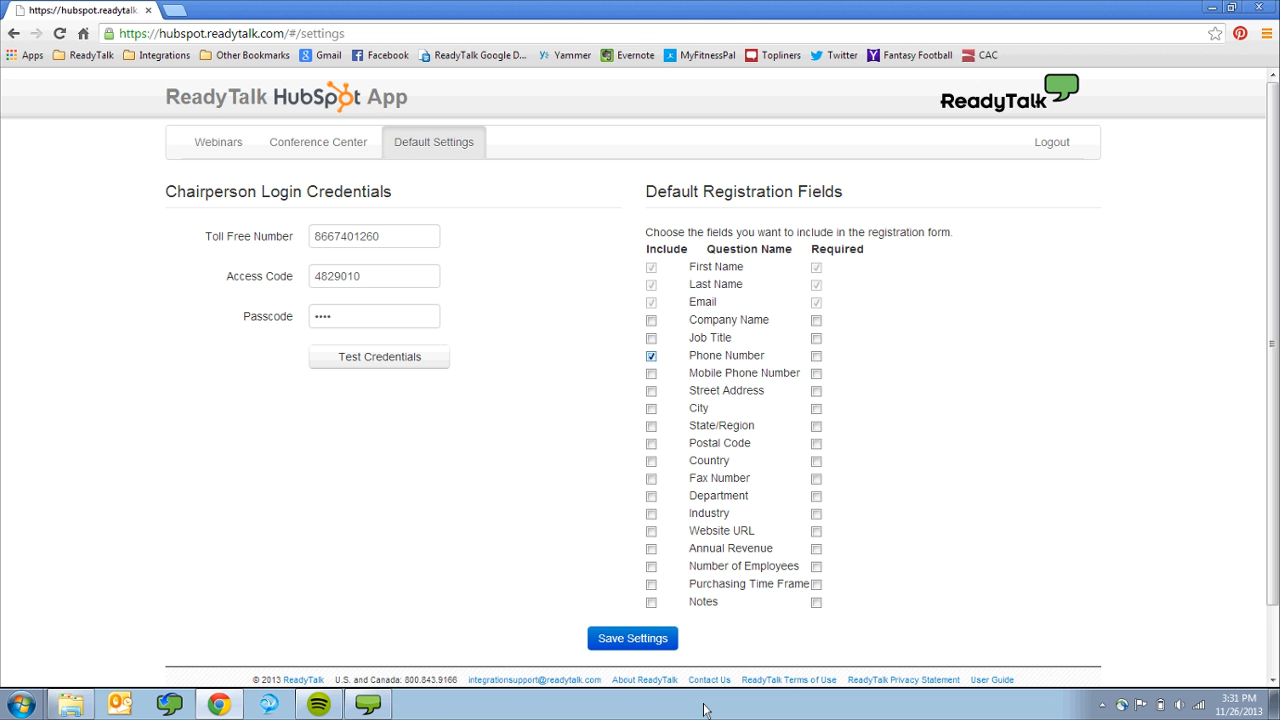 https://hubspot.readytalk
https://hubspot.readytalk.com/#/settings
Apps ReadyTalk Integrations Other Bookmarks Gmail Facebook ReadyTalk Google D... Yammer Evernote MyFitnessPal Topliners Twitter Fantasy Football CAC
ReadyTalk HubSpot App
ReadyTalk
Webinars Conference Center Default Settings Logout
Chairperson Login Credentials
Toll Free Number 8667401260
Access Code 4829010
Passcode ••••
Test Credentials
Default Registration Fields
Choose the fields you want to include in the registration form.
Include Question Name Required
First Name
Last Name
Email
Company Name
Job Title
Phone Number
Mobile Phone Number
Street Address
City
State/Region
Postal Code
Country
Fax Number
Department
Industry
Website URL
Annual Revenue
Number of Employees
Purchasing Time Frame
Notes
Save Settings
© 2013 ReadyTalk U.S. and Canada: 800.843.9166 integrationsupport@readytalk.com About ReadyTalk Contact Us ReadyTalk Terms of Use ReadyTalk Privacy Statement User Guide
3:31 PM
11/26/2013